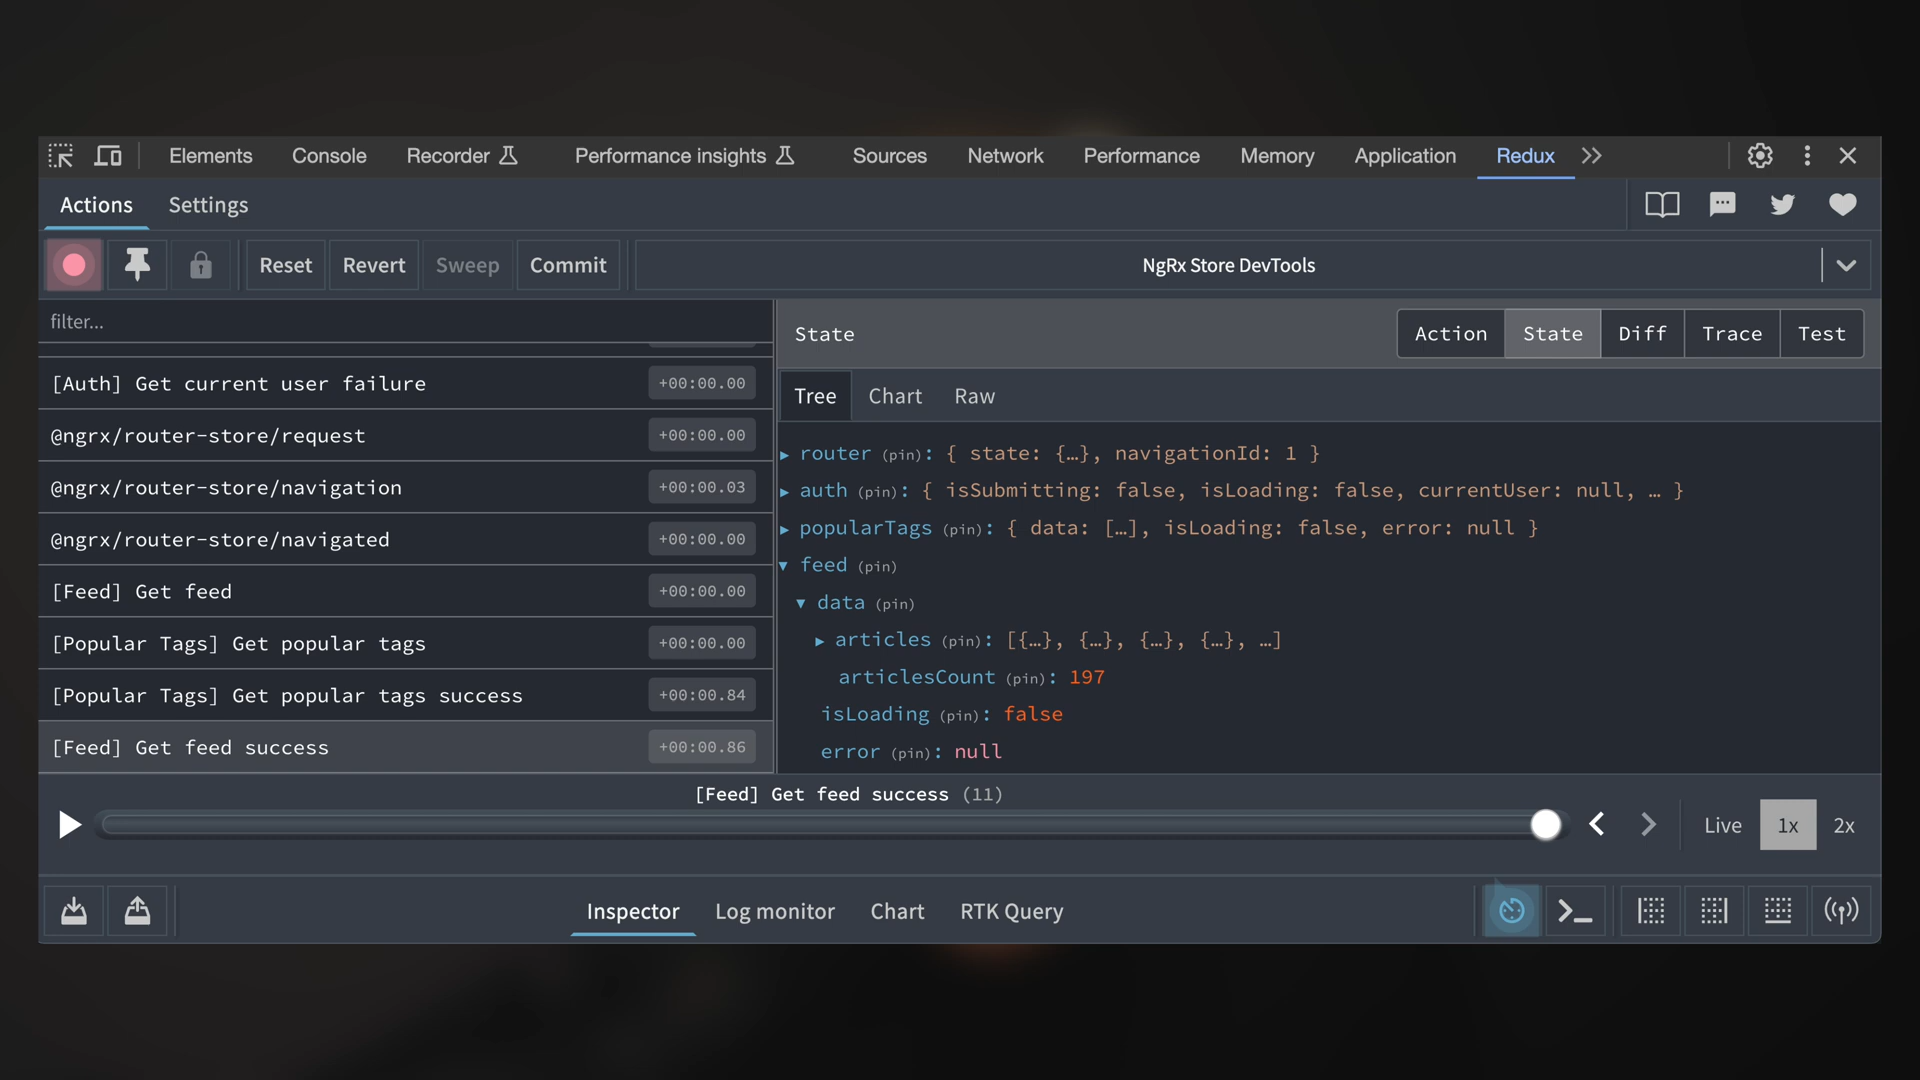 Elements Console Recorder Performance insights Sources Network Performance Memory Application Redux
Actions Settings
Reset Revert Sweep Commit NgRx Store DevTools
filter...
[Auth] Get current user failure +00:00.00
@ngrx/router-store/request +00:00.00
@ngrx/router-store/navigation +00:00.03
@ngrx/router-store/navigated +00:00.00
[Feed] Get feed +00:00.00
[Popular Tags] Get popular tags +00:00.00
[Popular Tags] Get popular tags success +00:00.84
[Feed] Get feed success +00:00.86
State Action State Diff Trace Test
Tree Chart Raw
router (pin): { state: {…}, navigationId: 1 }
auth (pin): { isSubmitting: false, isLoading: false, currentUser: null, … }
popularTags (pin): { data: […], isLoading: false, error: null }
feed (pin)
data (pin)
articles (pin): [{…}, {…}, {…}, {…}, …]
articlesCount (pin): 197
isLoading (pin): false
error (pin): null
[Feed] Get feed success (11)
Live 1x 2x
Inspector Log monitor Chart RTK Query